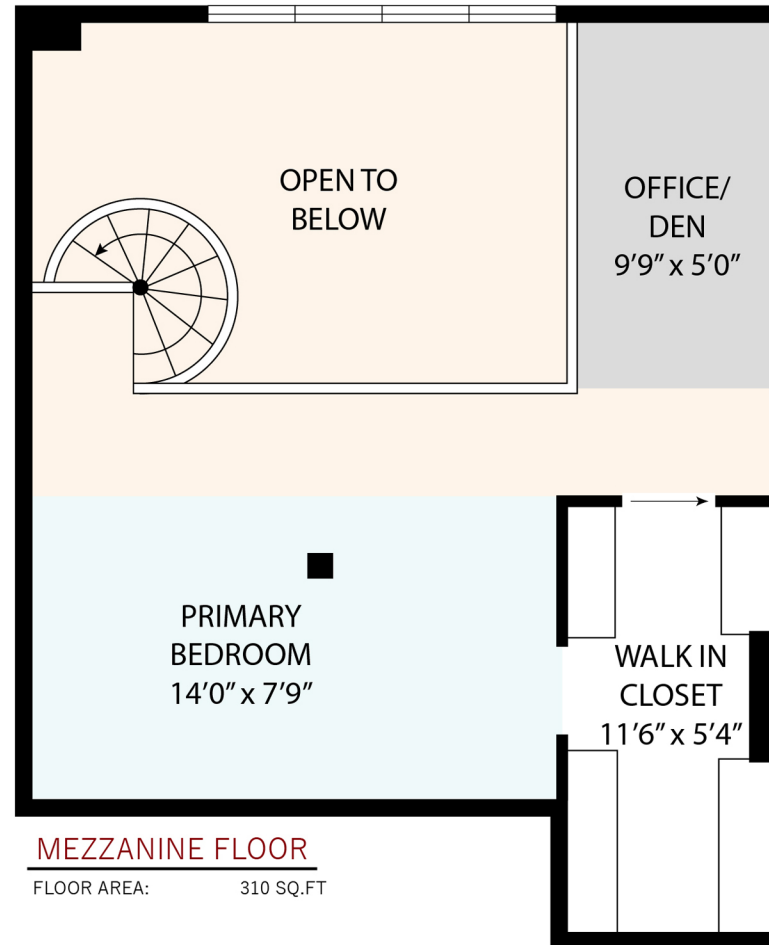 OPEN TO
BELOW
OFFICE/
DEN
9’9” x 5’0”
PRIMARY
BEDROOM
14’0” x 7’9”
WALK IN
CLOSET
11’6” x 5’4”
MEZZANINE FLOOR
FLOOR AREA: 310 SQ.FT